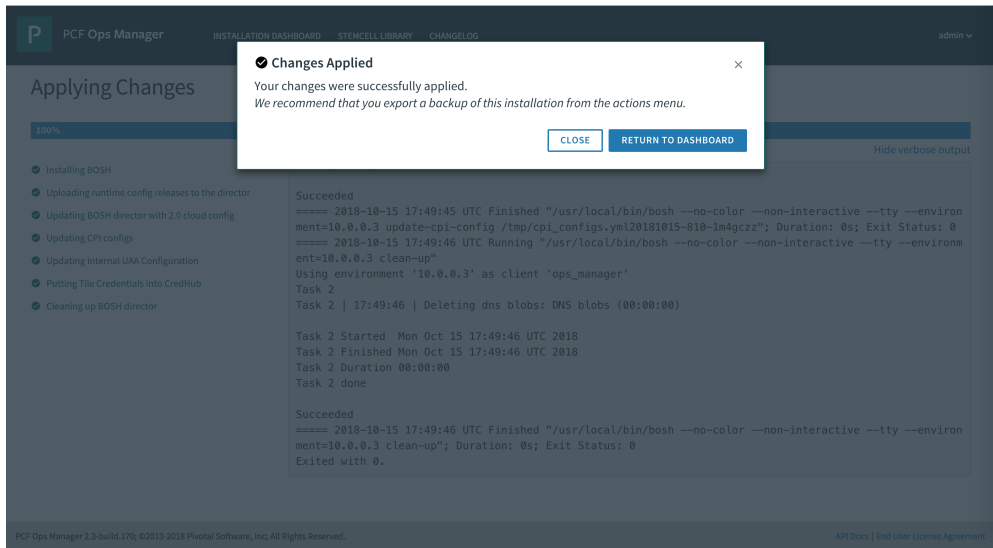 P PCF Ops Manager INSTALLATION DASHBOARD STEMCELL LIBRARY CHANGELOG admin
Changes Applied
Your changes were successfully applied.
We recommend that you export a backup of this installation from the actions menu.
CLOSE RETURN TO DASHBOARD
Applying Changes
100%
Hide verbose output
Installing BOSH
Uploading runtime config releases to the director
Updating BOSH director with 2.0 cloud config
Updating CPI configs
Updating Internal UAA Configuration
Putting Tile Credentials into CredHub
Cleaning up BOSH director
Succeeded
===== 2018-10-15 17:49:45 UTC Finished "/usr/local/bin/bosh --no-color --non-interactive --tty --environ
ment=10.0.0.3 update-cpi-config /tmp/cpi_configs.yml20181015-810-1m4gczz"; Duration: 0s; Exit Status: 0
===== 2018-10-15 17:49:46 UTC Running "/usr/local/bin/bosh --no-color --non-interactive --tty --environm
ent=10.0.0.3 clean-up"
Using environment '10.0.0.3' as client 'ops_manager'
Task 2
Task 2 | 17:49:46 | Deleting dns blobs: DNS blobs (00:00:00)
Task 2 Started  Mon Oct 15 17:49:46 UTC 2018
Task 2 Finished Mon Oct 15 17:49:46 UTC 2018
Task 2 Duration 00:00:00
Task 2 done
Succeeded
===== 2018-10-15 17:49:46 UTC Finished "/usr/local/bin/bosh --no-color --non-interactive --tty --environ
ment=10.0.0.3 clean-up"; Duration: 0s; Exit Status: 0
Exited with 0.
PCF Ops Manager 2.3-build.170; ©2013-2018 Pivotal Software, Inc; All Rights Reserved. API Docs | End User License Agreement